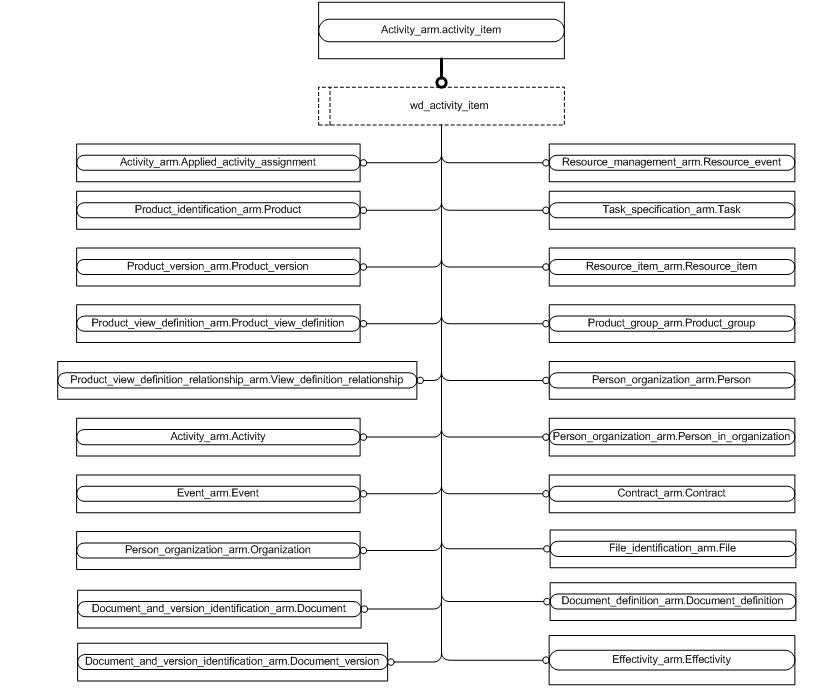 Activity_arm.activity_item
wd_activity_item
Activity_arm.Applied_activity_assignment
Resource_management_arm.Resource_event
Product_identification_arm.Product
Task_specification_arm.Task
Product_version_arm.Product_version
Resource_item_arm.Resource_item
Product_view_definition_arm.Product_view_definition
Product_group_arm.Product_group
Product_view_definition_relationship_arm.View_definition_relationship
Person_organization_arm.Person
Activity_arm.Activity
Person_organization_arm.Person_in_organization
Event_arm.Event
Contract_arm.Contract
Person_organization_arm.Organization
File_identification_arm.File
Document_and_version_identification_arm.Document
Document_definition_arm.Document_definition
Document_and_version_identification_arm.Document_version
Effectivity_arm.Effectivity